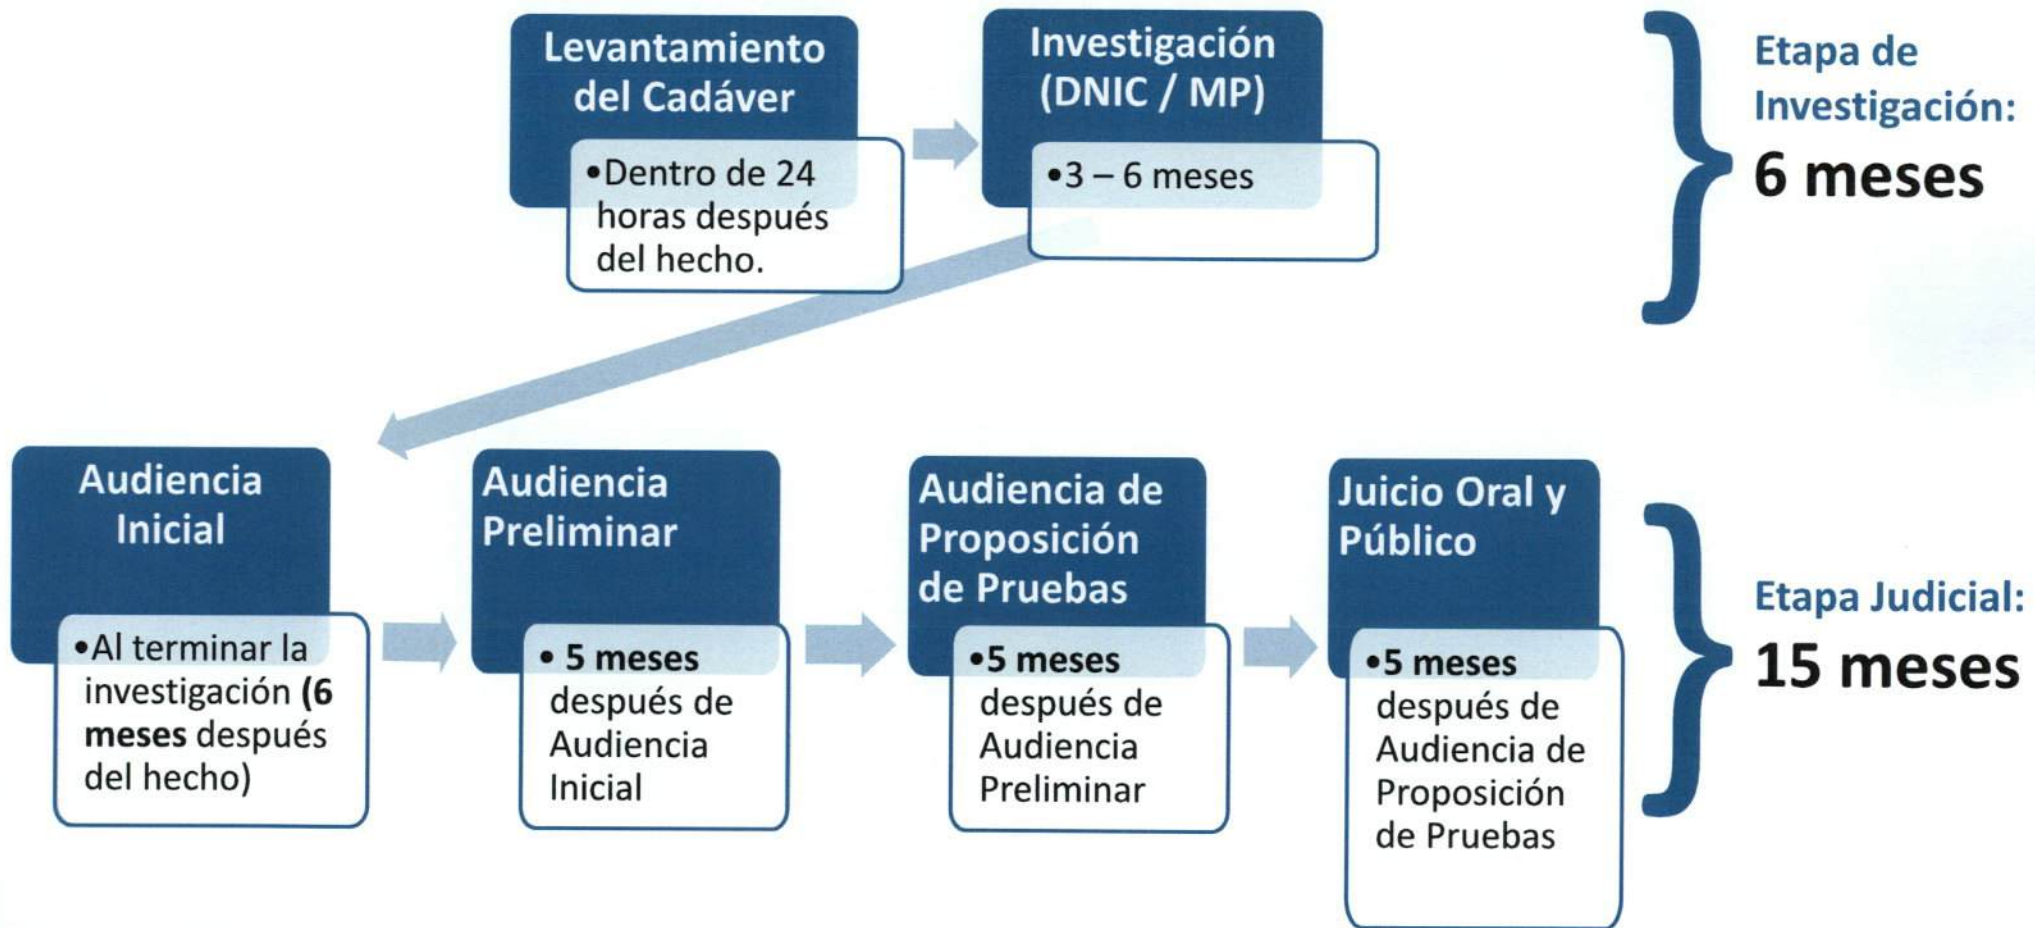 Levantamiento
del Cadáver
•Dentro de 24
horas después
del hecho.
Investigación
(DNIC / MP)
•3 – 6 meses
Etapa de
Investigación:
6 meses
Audiencia
Inicial
•Al terminar la
investigación (6
meses después
del hecho)
Audiencia
Preliminar
• 5 meses
después de
Audiencia
Inicial
Audiencia de
Proposición
de Pruebas
•5 meses
después de
Audiencia
Preliminar
Juicio Oral y
Público
•5 meses
después de
Audiencia de
Proposición
de Pruebas
Etapa Judicial:
15 meses